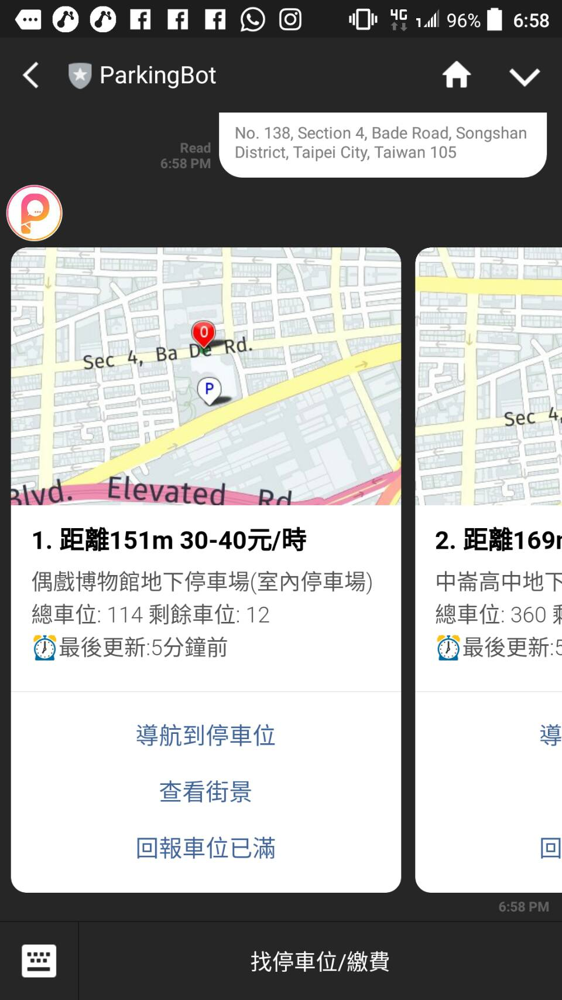 96% 6:58
4G
ParkingBot
No. 138, Section 4, Bade Road, Songshan
District, Taipei City, Taiwan 105
Read
6:58 PM
0
Sec 4, Ba De Rd.
P
Blvd. Elevated Rd
1. 距離151m 30-40元/時
偶戲博物館地下停車場(室內停車場)
總車位: 114 剩餘車位: 12
最後更新:5分鐘前
導航到停車位
查看街景
回報車位已滿
Sec 4,
2. 距離169m
中崙高中地下
總車位: 360 剩
最後更新:5
導
回
6:58 PM
找停車位/繳費